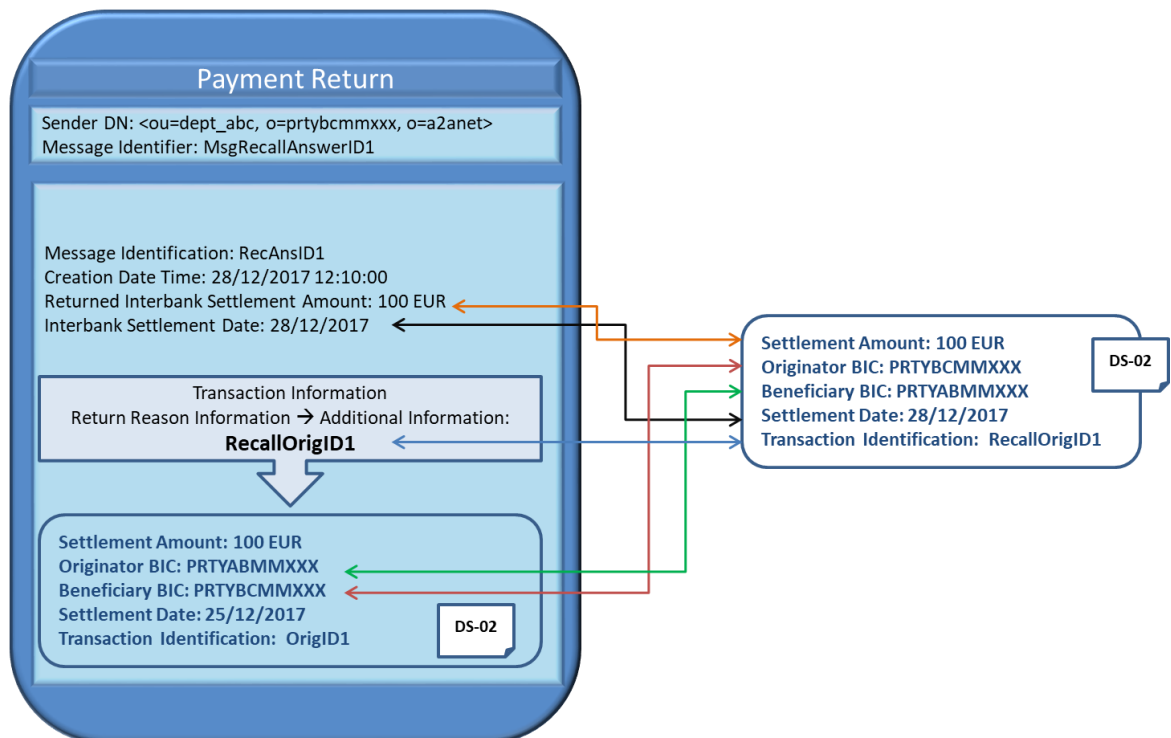 Payment Return
Sender DN: <ou=dept_abc, o=prtybcmmxxx, o=a2anet>
Message Identifier: MsgRecallAnswerID1
Message Identification: RecAnsID1
Creation Date Time: 28/12/2017 12:10:00
Returned Interbank Settlement Amount: 100 EUR
Interbank Settlement Date: 28/12/2017
Transaction Information
Return Reason Information → Additional Information:
RecallOrigID1
Settlement Amount: 100 EUR
Originator BIC: PRTYABMMXXX
Beneficiary BIC: PRTYBCMMXXX
Settlement Date: 25/12/2017
Transaction Identification: OrigID1
DS-02
Settlement Amount: 100 EUR
Originator BIC: PRTYBCMMXXX
Beneficiary BIC: PRTYABMMXXX
Settlement Date: 28/12/2017
Transaction Identification: RecallOrigID1
DS-02